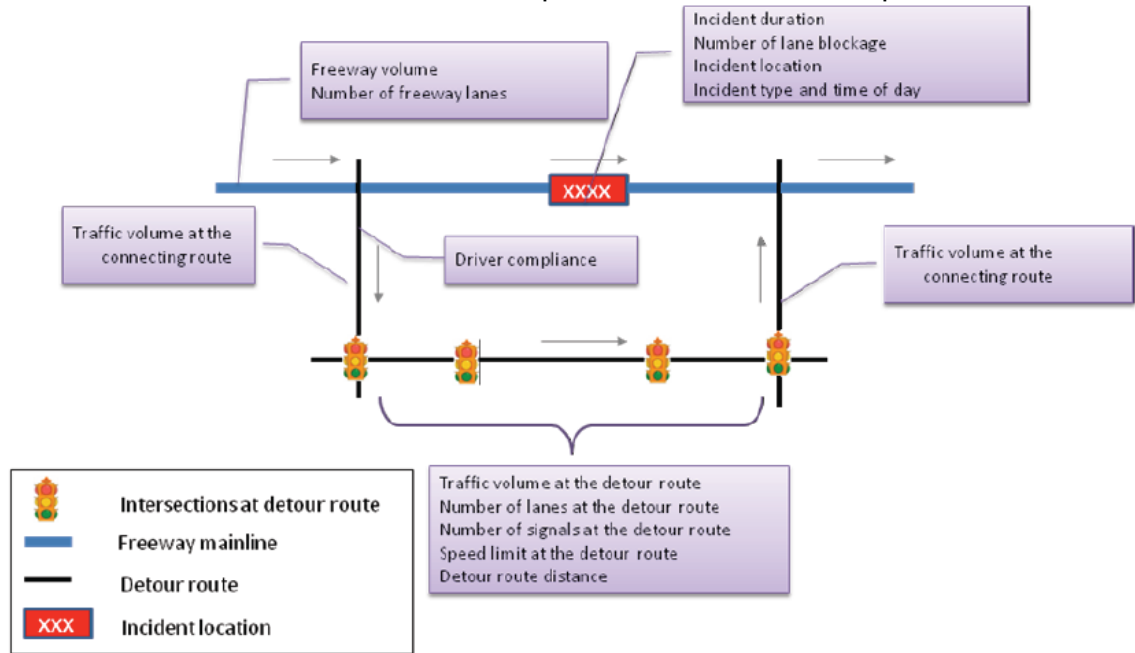 Incident duration
Number of lane blockage
Incident location
Incident type and time of day
Freeway volume
Number of freeway lanes
XXXX
Traffic volume at the
connecting route
Driver compliance
Traffic volume at the
connecting route
Traffic volume at the detour route
Number of lanes at the detour route
Number of signals at the detour route
Speed limit at the detour route
Detour route distance
Intersections at detour route
Freeway mainline
Detour route
XXX
Incident location